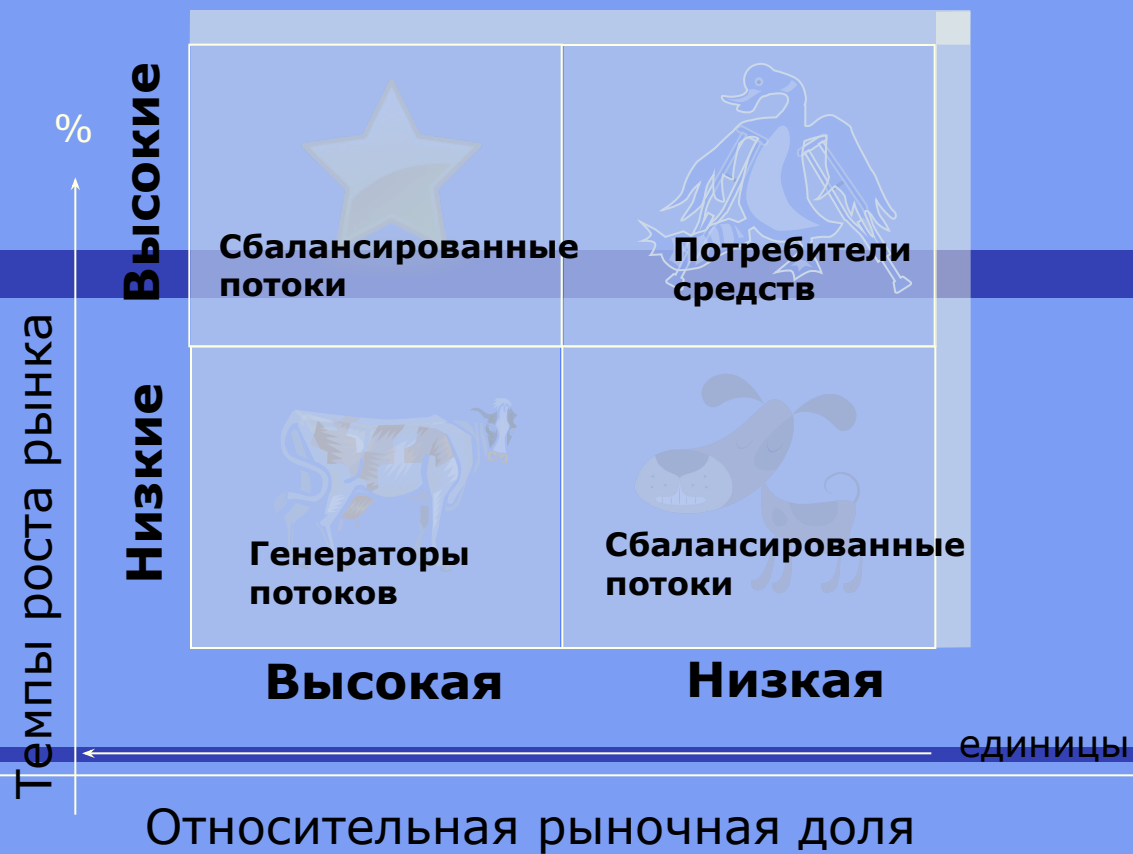 %
Высокие
Сбалансированные
потоки
Потребители
средств
Темпы роста рынка
Низкие
Генераторы
потоков
Сбалансированные
потоки
Высокая
Низкая
единицы
Относительная рыночная доля